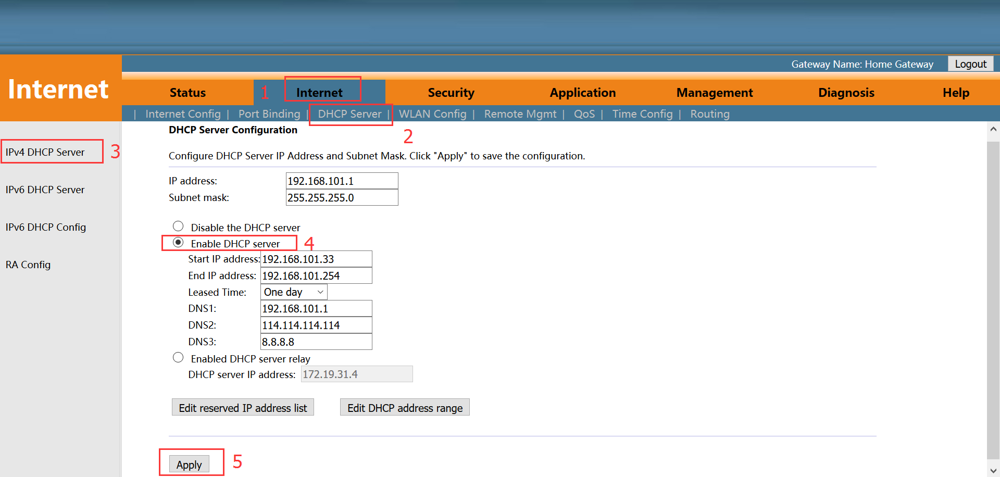 Gateway Name: Home Gateway Logout
Internet
Status 1 Internet Security Application Management Diagnosis Help
| Internet Config | Port Binding | DHCP Server | WLAN Config | Remote Mgmt | QoS | Time Config | Routing
2
IPv4 DHCP Server 3
IPv6 DHCP Server
IPv6 DHCP Config
RA Config
DHCP Server Configuration
Configure DHCP Server IP Address and Subnet Mask. Click "Apply" to save the configuration.
IP address: 192.168.101.1
Subnet mask: 255.255.255.0
Disable the DHCP server
Enable DHCP server 4
Start IP address: 192.168.101.33
End IP address: 192.168.101.254
Leased Time: One day
DNS1: 192.168.101.1
DNS2: 114.114.114.114
DNS3: 8.8.8.8
Enabled DHCP server relay
DHCP server IP address: 172.19.31.4
Edit reserved IP address list Edit DHCP address range
Apply 5